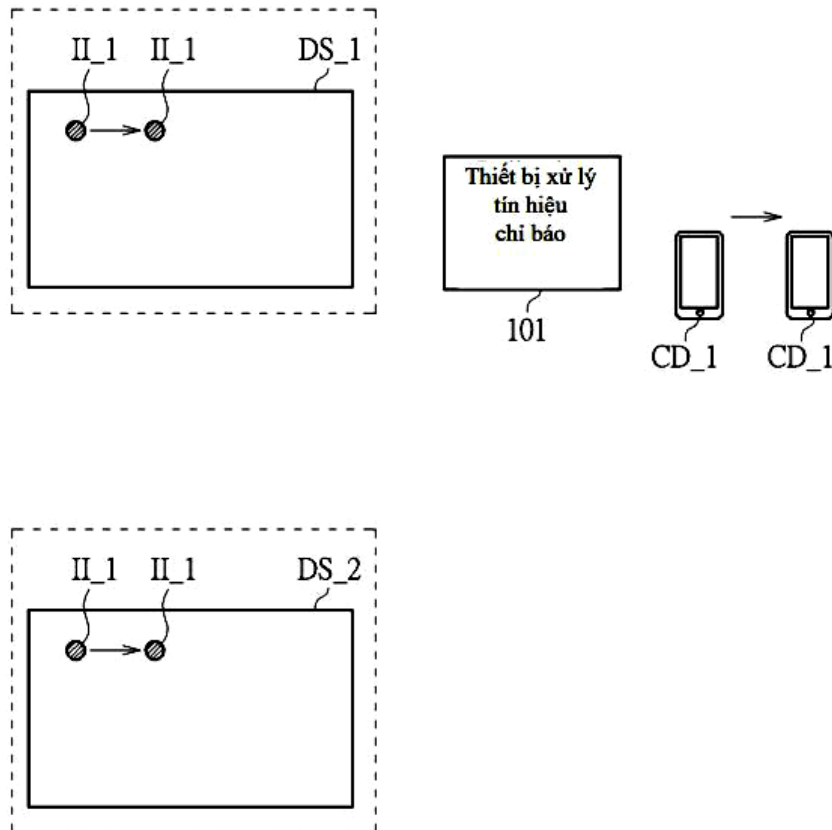 II_1 II_1 DS_1
Thiết bị xử lý
tín hiệu
chỉ báo
101
CD_1 CD_1
II_1 II_1 DS_2